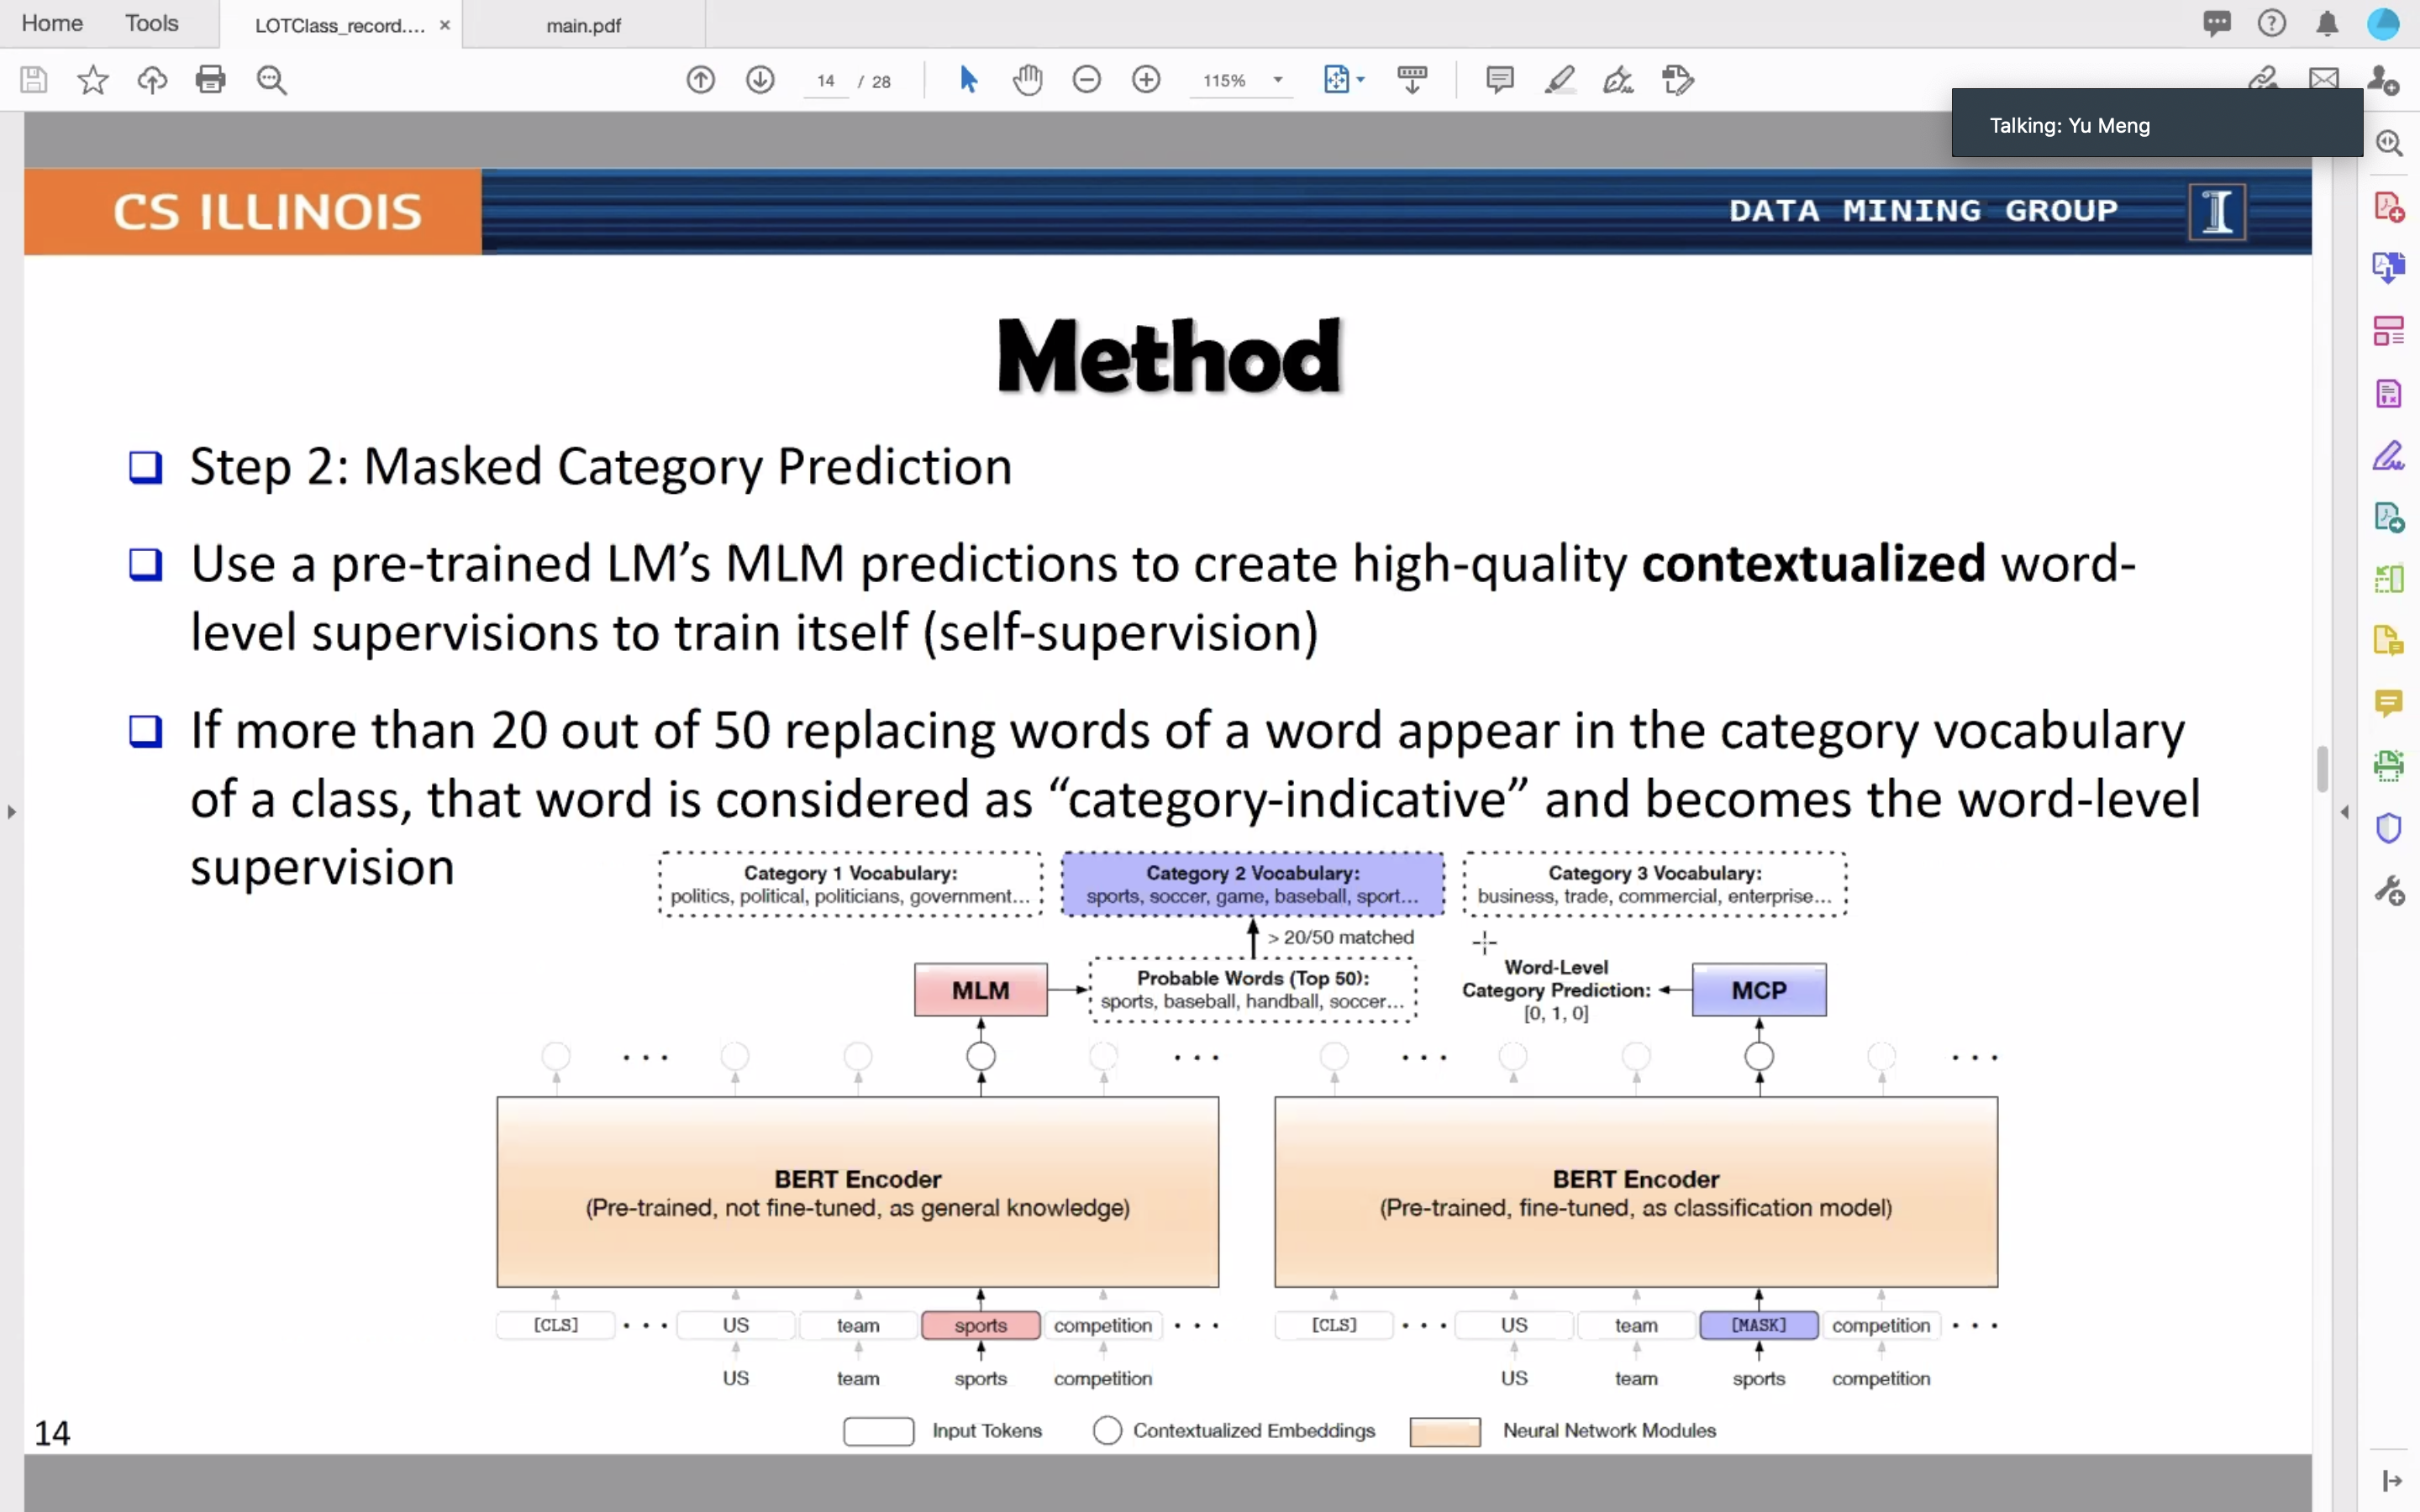 Home Tools LOTClass_record.... × main.pdf
14 / 28 115%
Talking: Yu Meng
CS ILLINOIS DATA MINING GROUP
Method
Step 2: Masked Category Prediction
Use a pre-trained LM's MLM predictions to create high-quality contextualized word-
level supervisions to train itself (self-supervision)
If more than 20 out of 50 replacing words of a word appear in the category vocabulary
of a class, that word is considered as “category-indicative” and becomes the word-level
supervision
Category 1 Vocabulary:
politics, political, politicians, government...
Category 2 Vocabulary:
sports, soccer, game, baseball, sport...
Category 3 Vocabulary:
business, trade, commercial, enterprise...
> 20/50 matched
MLM
Probable Words (Top 50):
sports, baseball, handball, soccer...
Word-Level
Category Prediction:
[0, 1, 0]
MCP
BERT Encoder
(Pre-trained, not fine-tuned, as general knowledge)
BERT Encoder
(Pre-trained, fine-tuned, as classification model)
[CLS] ... US team sports competition ...
[CLS] ... US team [MASK] competition ...
US team sports competition
US team sports competition
14
Input Tokens Contextualized Embeddings Neural Network Modules